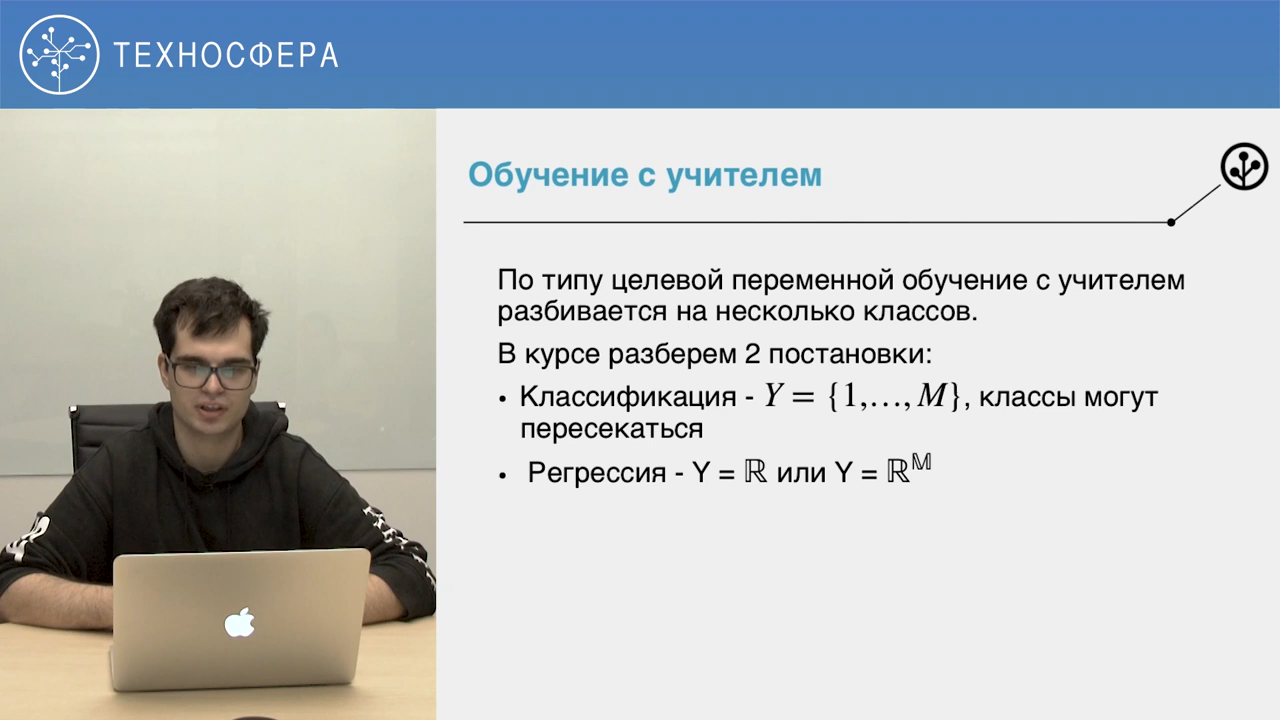 ТЕХНОСФЕРА
Обучение с учителем
По типу целевой переменной обучение с учителем
разбивается на несколько классов.
В курсе разберем 2 постановки:
• Классификация - Y = {1,…, M}, классы могут
пересекаться
• Регрессия - Y = ℝ или Y = ℝ^𝕄